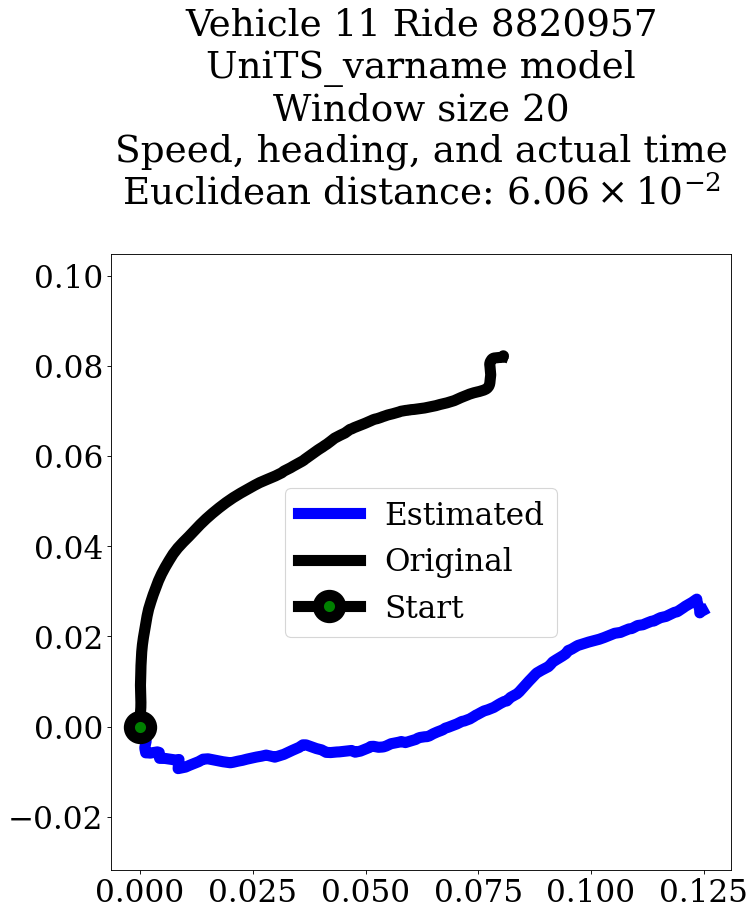 Vehicle 11 Ride 8820957
UniTS_varname model
Window size 20
Speed, heading, and actual time
Euclidean distance: 6.06 × 10⁻²
0.10
0.08
0.06
0.04
0.02
0.00
−0.02
Estimated
Original
Start
0.000 0.025 0.050 0.075 0.100 0.125